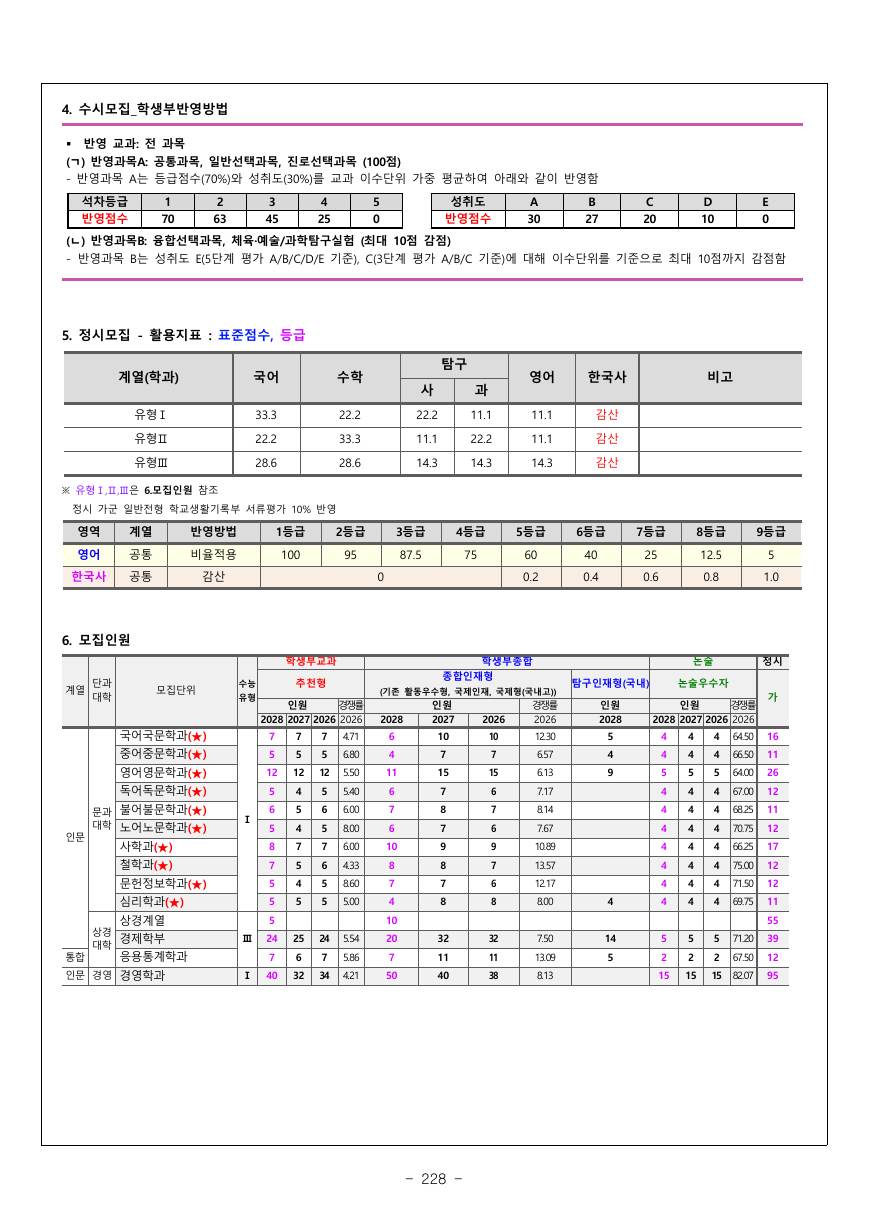 4. 수시모집_학생부반영방법
▪ 반영 교과: 전 과목
(ㄱ) 반영과목A: 공통과목, 일반선택과목, 진로선택과목 (100점)
- 반영과목 A는 등급점수(70%)와 성취도(30%)를 교과 이수단위 가중 평균하여 아래와 같이 반영함
석차등급 1 2 3 4 5 성취도 A B C D E
반영점수 70 63 45 25 0 반영점수 30 27 20 10 0
(ㄴ) 반영과목B: 융합선택과목, 체육·예술/과학탐구실험 (최대 10점 감점)
- 반영과목 B는 성취도 E(5단계 평가 A/B/C/D/E 기준), C(3단계 평가 A/B/C 기준)에 대해 이수단위를 기준으로 최대 10점까지 감점함
5. 정시모집 - 활용지표 : 표준점수, 등급
계열(학과) 국어 수학 탐구 영어 한국사 비고
사 과
유형Ⅰ 33.3 22.2 22.2 11.1 11.1 감산
유형Ⅱ 22.2 33.3 11.1 22.2 11.1 감산
유형Ⅲ 28.6 28.6 14.3 14.3 14.3 감산
※ 유형Ⅰ,Ⅱ,Ⅲ은 6.모집인원 참조
정시 가군 일반전형 학교생활기록부 서류평가 10% 반영
영역 계열 반영방법 1등급 2등급 3등급 4등급 5등급 6등급 7등급 8등급 9등급
영어 공통 비율적용 100 95 87.5 75 60 40 25 12.5 5
한국사 공통 감산 0 0.2 0.4 0.6 0.8 1.0
6. 모집인원
계열 단과대학 모집단위 수능유형 학생부교과 학생부종합 논술 정시
추천형 종합인재형 탐구인재형(국내) 논술우수자 가
(기존 활동우수형, 국제인재, 국제형(국내고))
인원 경쟁률 인원 경쟁률 인원 인원 경쟁률
2028 2027 2026 2026 2028 2027 2026 2026 2028 2028 2027 2026 2026
인문 문과대학 국어국문학과(★) Ⅰ 7 7 7 4.71 6 10 10 12.30 5 4 4 4 64.50 16
중어중문학과(★) 5 5 5 6.80 4 7 7 6.57 4 4 4 4 66.50 11
영어영문학과(★) 12 12 12 5.50 11 15 15 6.13 9 5 5 5 64.00 26
독어독문학과(★) 5 4 5 5.40 6 7 6 7.17 4 4 4 67.00 12
불어불문학과(★) 6 5 6 6.00 7 8 7 8.14 4 4 4 68.25 11
노어노문학과(★) 5 4 5 8.00 6 7 6 7.67 4 4 4 70.75 12
사학과(★) 8 7 7 6.00 10 9 9 10.89 4 4 4 66.25 17
철학과(★) 7 5 6 4.33 8 8 7 13.57 4 4 4 75.00 12
문헌정보학과(★) 5 4 5 8.60 7 7 6 12.17 4 4 4 71.50 12
심리학과(★) 5 5 5 5.00 4 8 8 8.00 4 4 4 4 69.75 11
상경대학 상경계열 Ⅲ 5 10 55
경제학부 24 25 24 5.54 20 32 32 7.50 14 5 5 5 71.20 39
통합 응용통계학과 7 6 7 5.86 7 11 11 13.09 5 2 2 2 67.50 12
인문 경영 경영학과 Ⅰ 40 32 34 4.21 50 40 38 8.13 15 15 15 82.07 95
- 228 -